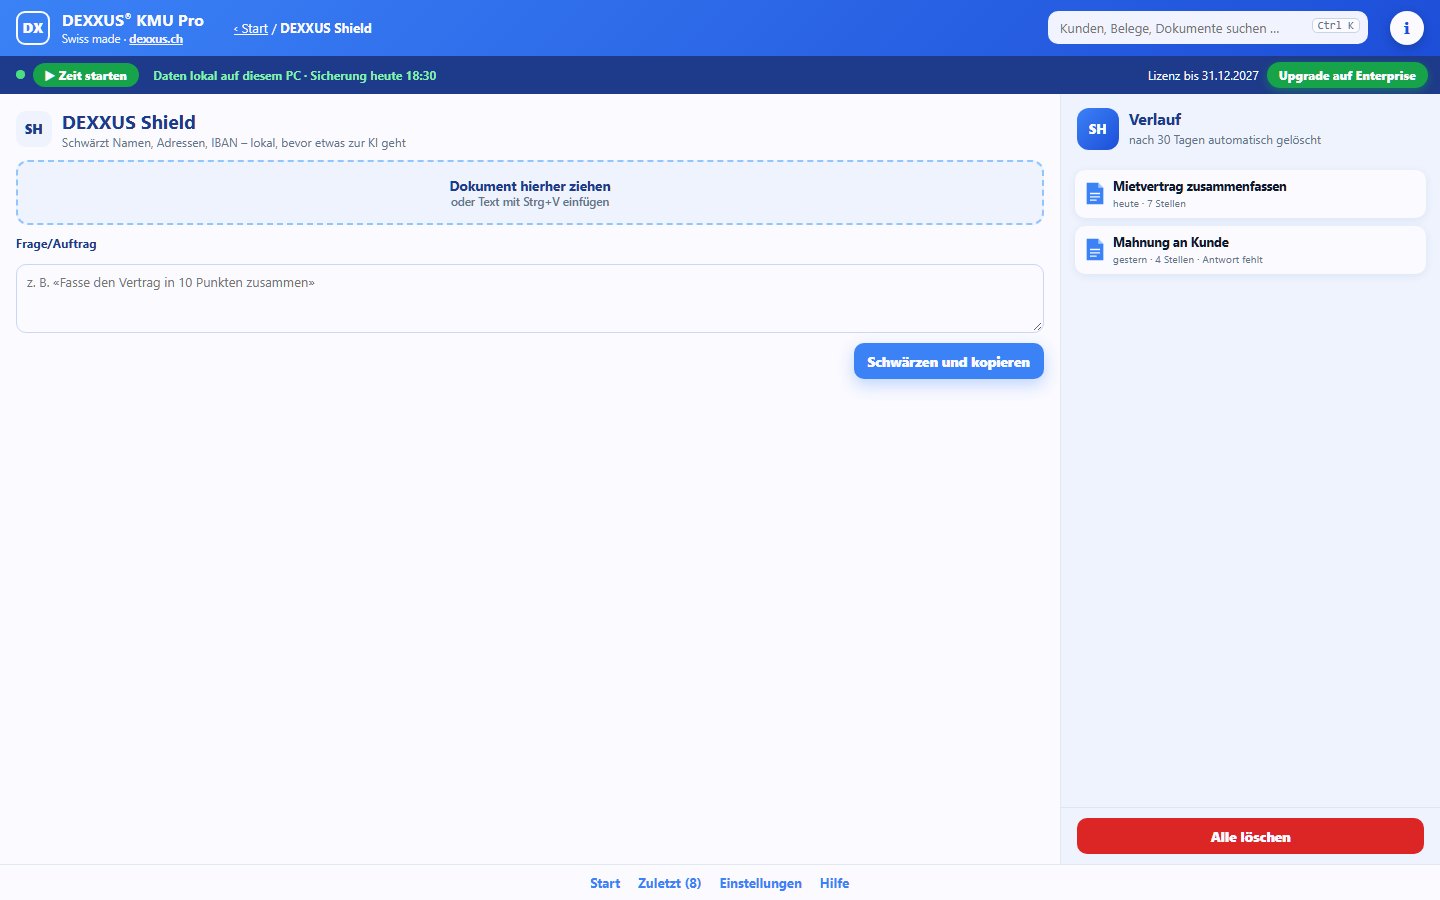 DX
DEXXUS® KMU Pro
Swiss made · dexxus.ch
‹ Start / DEXXUS Shield
Kunden, Belege, Dokumente suchen ...
Ctrl K
i
▶ Zeit starten
Daten lokal auf diesem PC · Sicherung heute 18:30
Lizenz bis 31.12.2027
Upgrade auf Enterprise
SH
DEXXUS Shield
Schwärzt Namen, Adressen, IBAN – lokal, bevor etwas zur KI geht
Dokument hierher ziehen
oder Text mit Strg+V einfügen
Frage/Auftrag
z. B. «Fasse den Vertrag in 10 Punkten zusammen»
Schwärzen und kopieren
SH
Verlauf
nach 30 Tagen automatisch gelöscht
Mietvertrag zusammenfassen
heute · 7 Stellen
Mahnung an Kunde
gestern · 4 Stellen · Antwort fehlt
Alle löschen
Start
Zuletzt (8)
Einstellungen
Hilfe